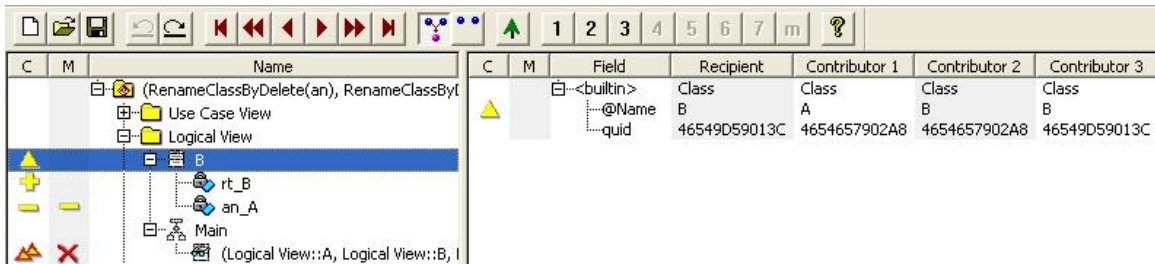 1 2 3 4 5 6 7 m ?
C M Name
(RenameClassByDelete(an), RenameClassByD
Use Case View
Logical View
B
rt_B
an_A
Main
(Logical View::A, Logical View::B, l
C M Field Recipient Contributor 1 Contributor 2 Contributor 3
<builtin> Class Class Class Class
@Name B A B B
quid 46549D59013C 4654657902A8 4654657902A8 46549D59013C